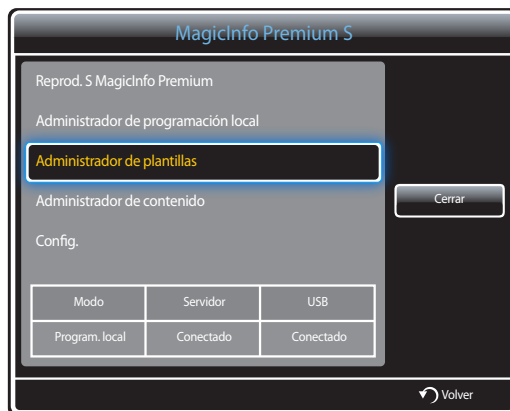 MagicInfo Premium S
Reprod. S MagicInfo Premium
Administrador de programación local
Administrador de plantillas
Administrador de contenido
Config.
Cerrar
Modo Servidor USB
Program. local Conectado Conectado
Volver